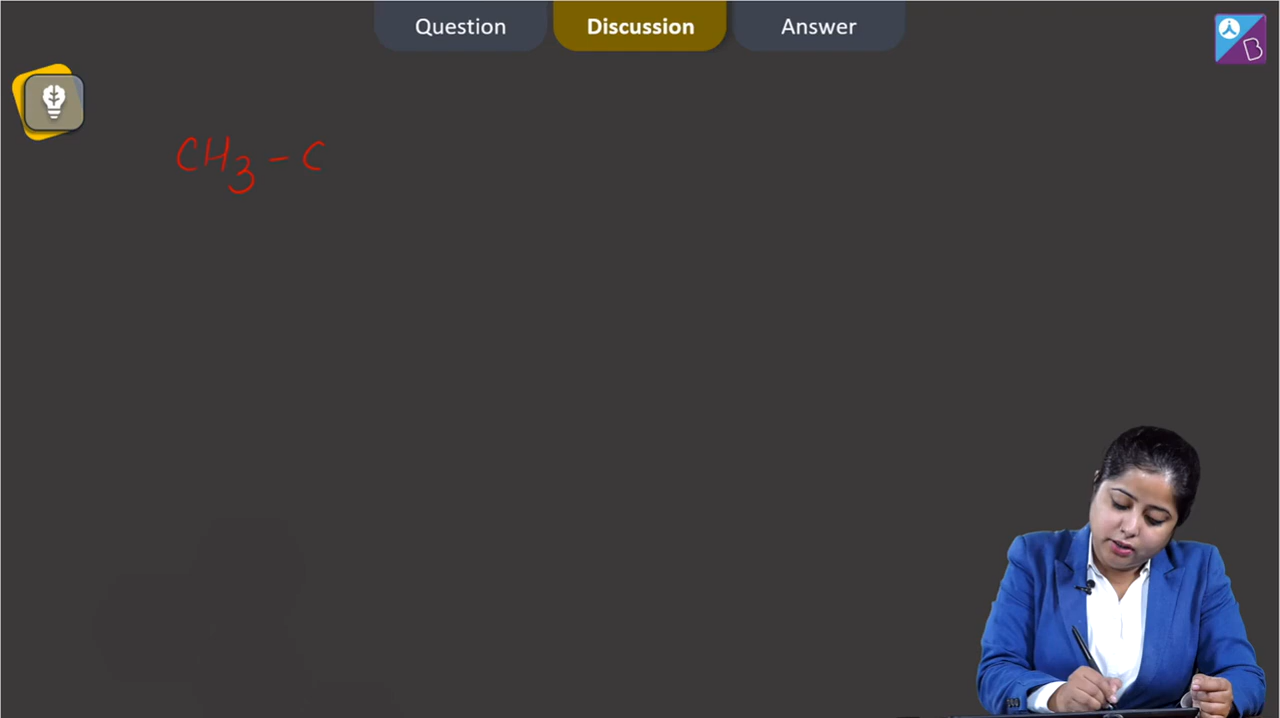 Question Discussion Answer
B
CH₃ – C